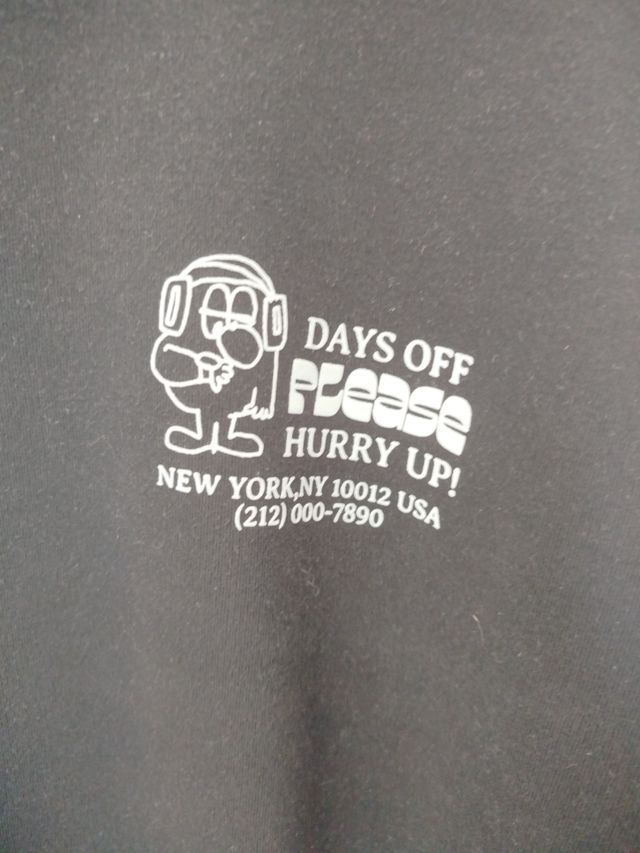 DAYS OFF
PLease
HURRY UP!
NEW YORK,NY 10012 USA
(212) 000-7890